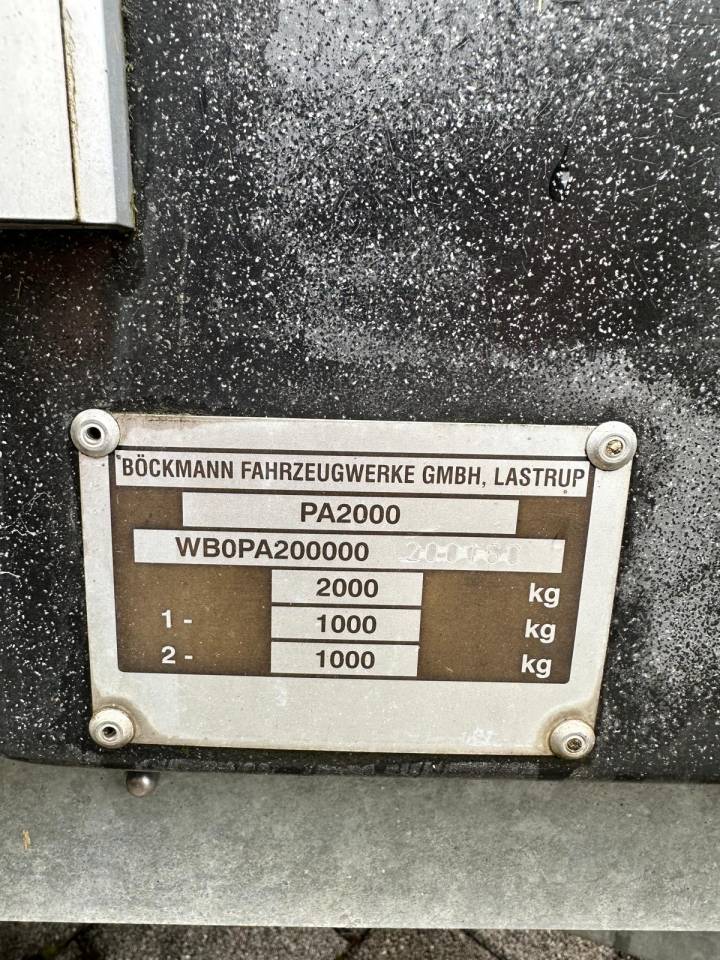 BÖCKMANN FAHRZEUGWERKE GMBH, LASTRUP
PA2000
WB0PA200000
2000 kg
1- 1000 kg
2- 1000 kg